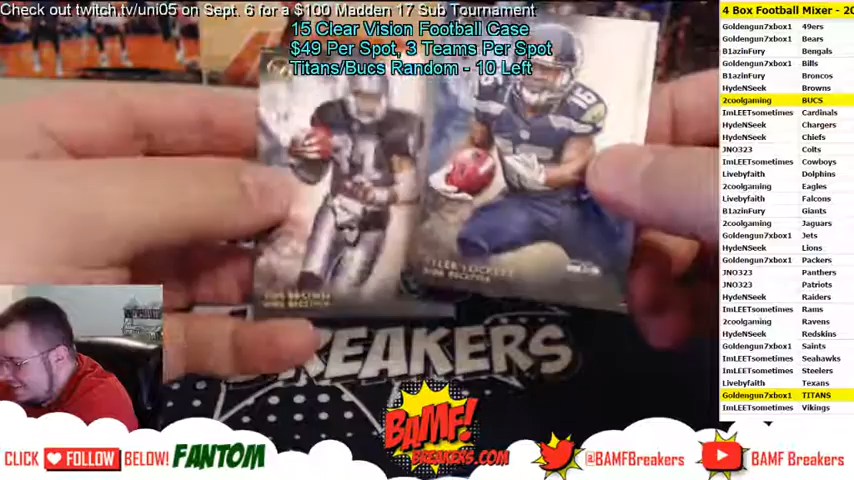 Check out twitch.tv/uni05 on Sept. 6 for a $100 Madden 17 Sub Tournament
15 Clear Vision Football Case
$49 Per Spot, 3 Teams Per Spot
Titans/Bucs Random - 10 Left
4 Box Football Mixer - 20
Goldengun7xbox1 49ers
Goldengun7xbox1 Bears
B1azinFury Bengals
Goldengun7xbox1 Bills
B1azinFury Broncos
HydeNSeek Browns
2coolgaming BUCS
ImLEETsometimes Cardinals
HydeNSeek Chargers
HydeNSeek Chiefs
JNO323 Colts
ImLEETsometimes Cowboys
Livebyfaith Dolphins
2coolgaming Eagles
Livebyfaith Falcons
B1azinFury Giants
2coolgaming Jaguars
Goldengun7xbox1 Jets
HydeNSeek Lions
Goldengun7xbox1 Packers
JNO323 Panthers
JNO323 Patriots
HydeNSeek Raiders
ImLEETsometimes Rams
2coolgaming Ravens
HydeNSeek Redskins
Goldengun7xbox1 Saints
ImLEETsometimes Seahawks
ImLEETsometimes Steelers
Livebyfaith Texans
Goldengun7xbox1 TITANS
ImLEETsometimes Vikings
TYLER LOCKETT
WIDE RECEIVER
BREAKERS
BAMF!
BREAKERS.COM
CLICK FOLLOW BELOW! FANTOM
@BAMFBreakers
BAMF Breakers